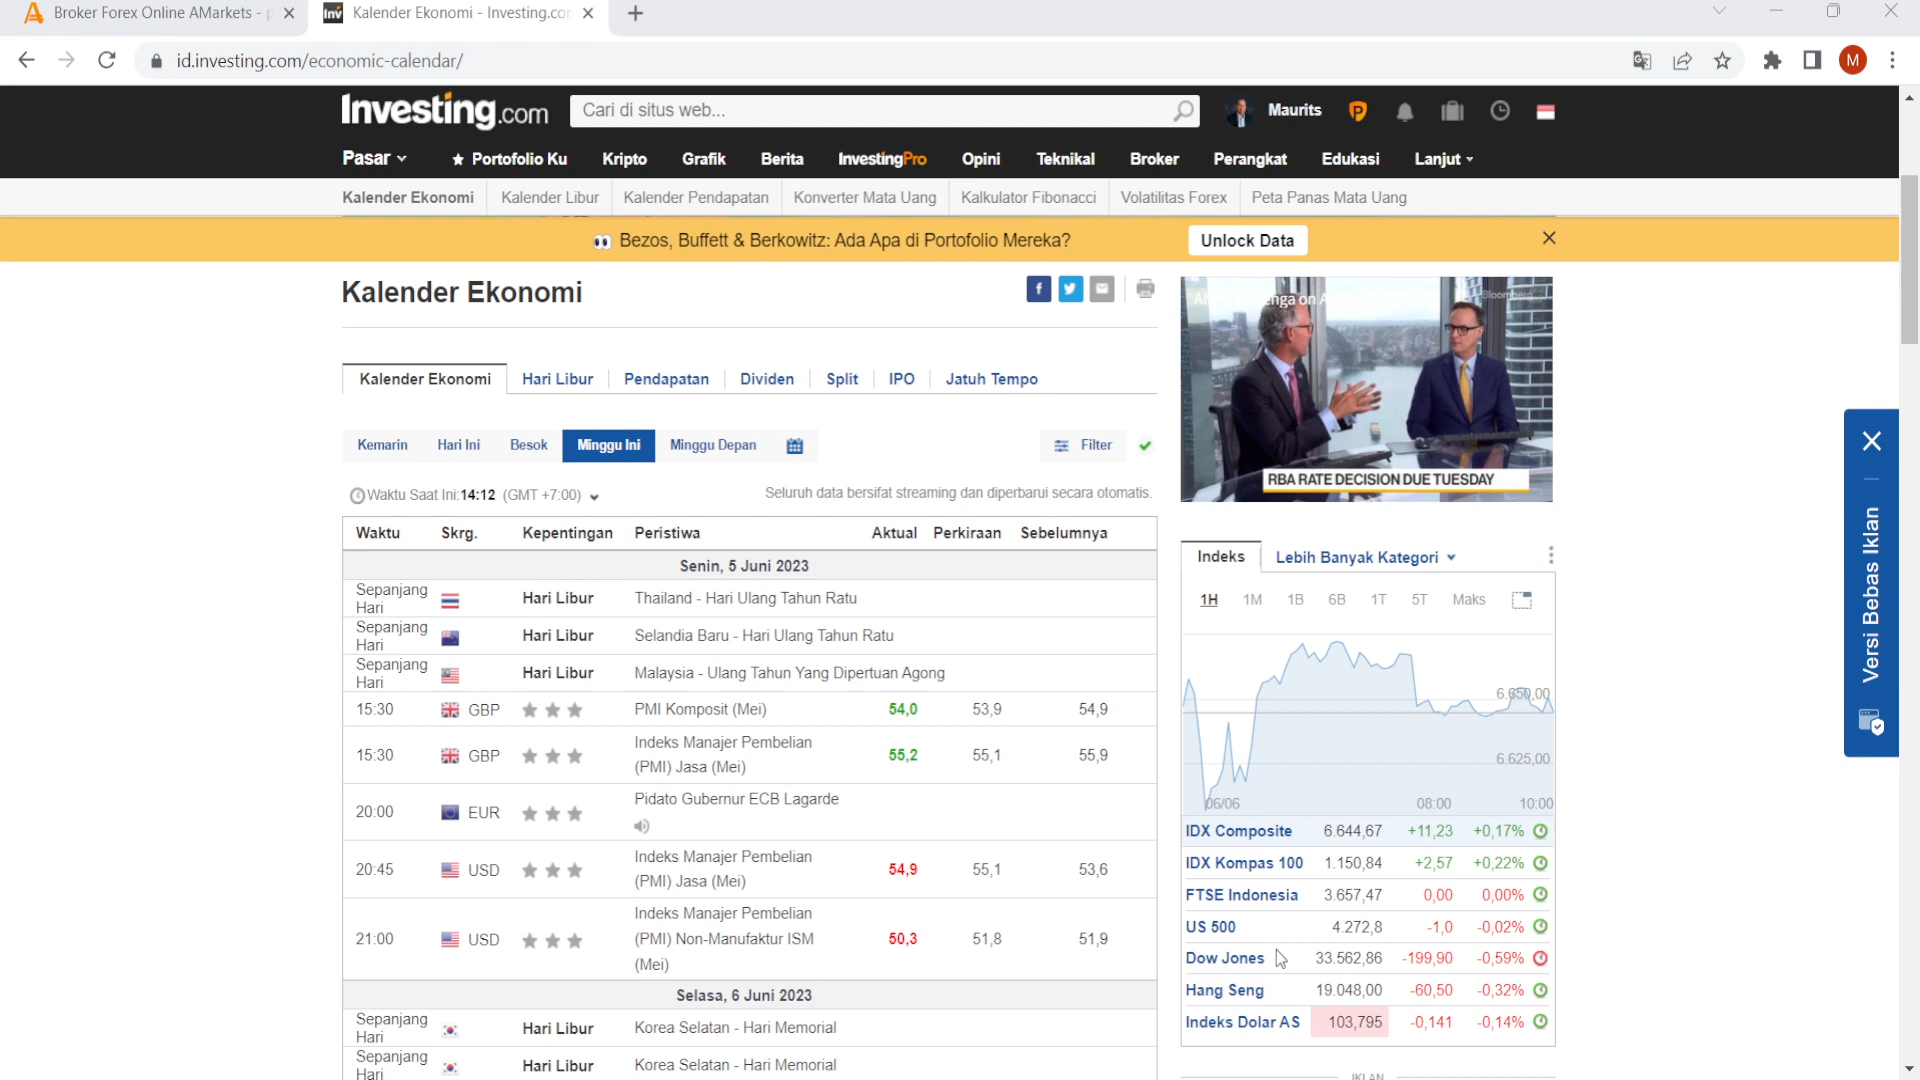 Broker Forex Online AMarkets -
Kalender Ekonomi - Investing.co
id.investing.com/economic-calendar/
M
Investing.com
Cari di situs web...
Maurits
P
Pasar
Portofolio Ku
Kripto
Grafik
Berita
InvestingPro
Opini
Teknikal
Broker
Perangkat
Edukasi
Lanjut
Kalender Ekonomi
Kalender Libur
Kalender Pendapatan
Konverter Mata Uang
Kalkulator Fibonacci
Volatilitas Forex
Peta Panas Mata Uang
Bezos, Buffett & Berkowitz: Ada Apa di Portofolio Mereka?
Unlock Data
Kalender Ekonomi
Bloomberg
RBA RATE DECISION DUE TUESDAY
Kalender Ekonomi
Hari Libur
Pendapatan
Dividen
Split
IPO
Jatuh Tempo
Kemarin
Hari Ini
Besok
Minggu Ini
Minggu Depan
Filter
Waktu Saat Ini:14:12 (GMT +7:00)
Seluruh data bersifat streaming dan diperbarui secara otomatis.
Waktu Skrg. Kepentingan Peristiwa Aktual Perkiraan Sebelumnya
Senin, 5 Juni 2023
Sepanjang
Hari
Hari Libur
Thailand - Hari Ulang Tahun Ratu
Sepanjang
Hari
Hari Libur
Selandia Baru - Hari Ulang Tahun Ratu
Sepanjang
Hari
Hari Libur
Malaysia - Ulang Tahun Yang Dipertuan Agong
15:30 GBP PMI Komposit (Mei) 54,0 53,9 54,9
15:30 GBP Indeks Manajer Pembelian
(PMI) Jasa (Mei)
55,2 55,1 55,9
20:00 EUR Pidato Gubernur ECB Lagarde
20:45 USD Indeks Manajer Pembelian
(PMI) Jasa (Mei)
54,9 55,1 53,6
21:00 USD Indeks Manajer Pembelian
(PMI) Non-Manufaktur ISM
(Mei)
50,3 51,8 51,9
Selasa, 6 Juni 2023
Sepanjang
Hari
Hari Libur
Korea Selatan - Hari Memorial
Sepanjang
Hari
Hari Libur
Korea Selatan - Hari Memorial
Indeks
Lebih Banyak Kategori
1H 1M 1B 6B 1T 5T Maks
6.650,00
6.625,00
06/06 08:00 10:00
IDX Composite 6.644,67 +11,23 +0,17%
IDX Kompas 100 1.150,84 +2,57 +0,22%
FTSE Indonesia 3.657,47 0,00 0,00%
US 500 4.272,8 -1,0 -0,02%
Dow Jones 33.562,86 -199,90 -0,59%
Hang Seng 19.048,00 -60,50 -0,32%
Indeks Dolar AS 103,795 -0,141 -0,14%
IKLAN
Versi Bebas Iklan